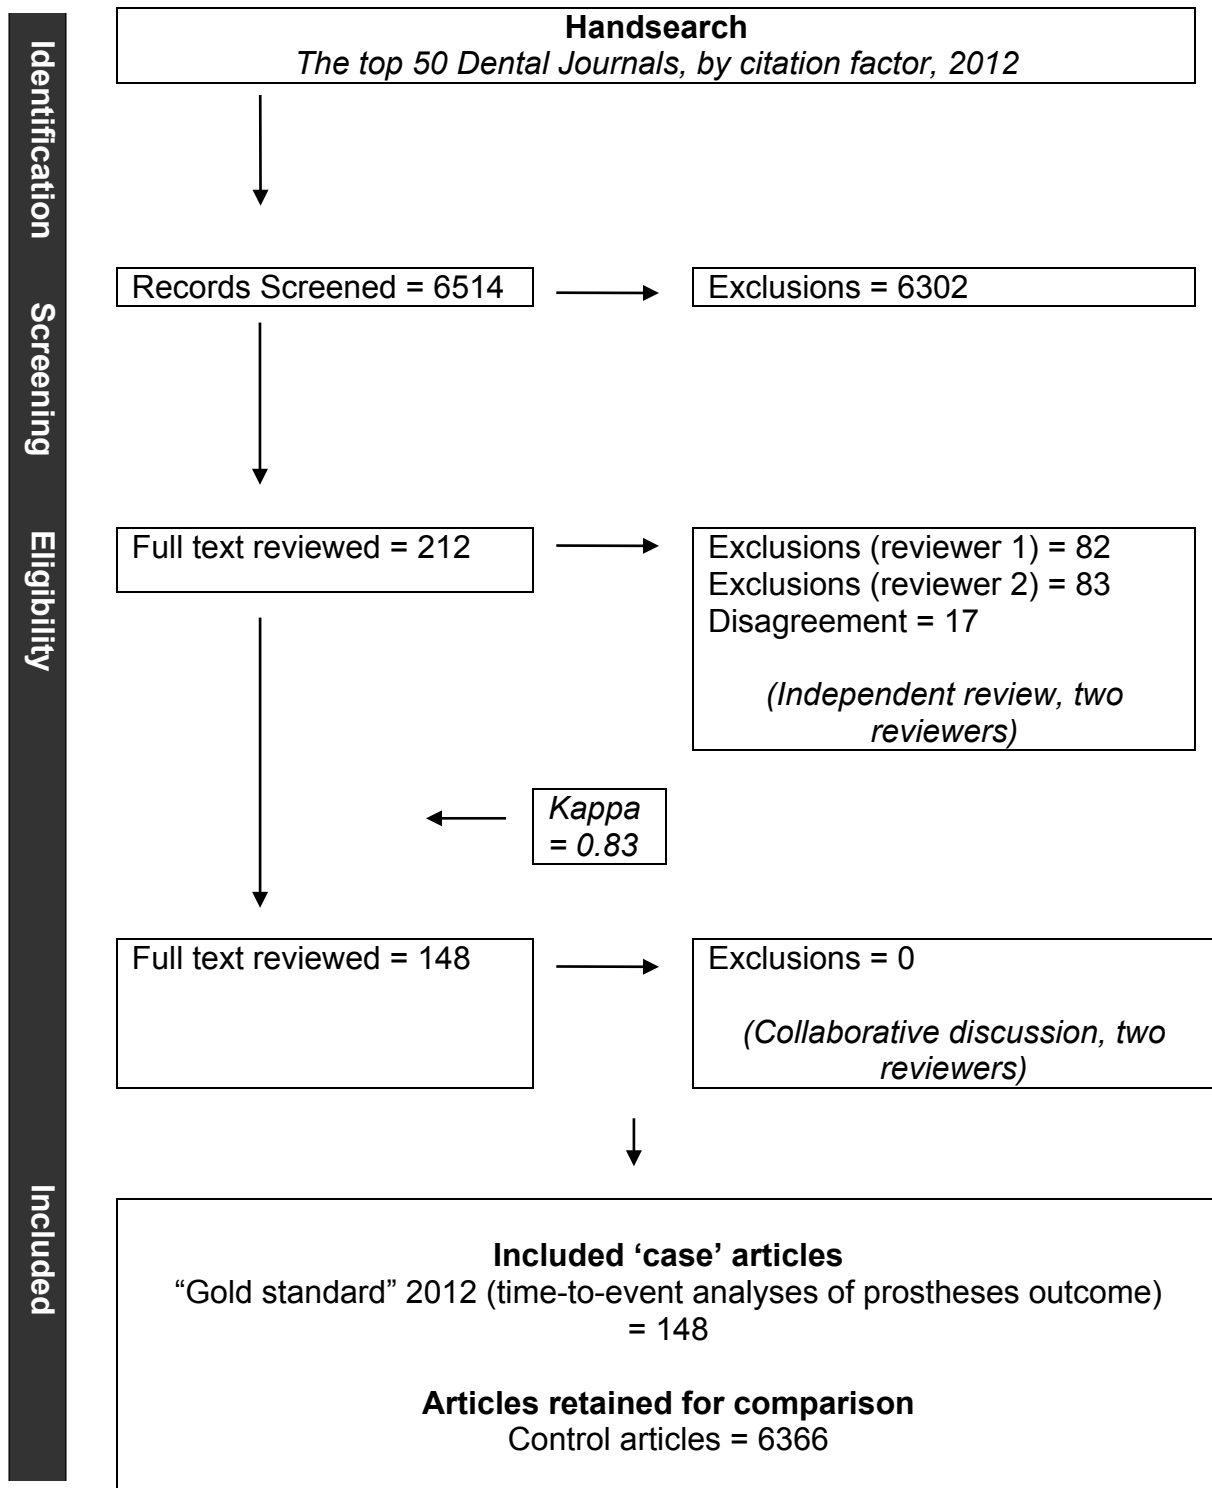 Identification
Handsearch
The top 50 Dental Journals, by citation factor, 2012
Screening
Records Screened = 6514
Exclusions = 6302
Eligibility
Full text reviewed = 212
Exclusions (reviewer 1) = 82
Exclusions (reviewer 2) = 83
Disagreement = 17
(Independent review, two
reviewers)
Kappa
= 0.83
Full text reviewed = 148
Exclusions = 0
(Collaborative discussion, two
reviewers)
Included
Included ‘case’ articles
“Gold standard” 2012 (time-to-event analyses of prostheses outcome)
= 148
Articles retained for comparison
Control articles = 6366